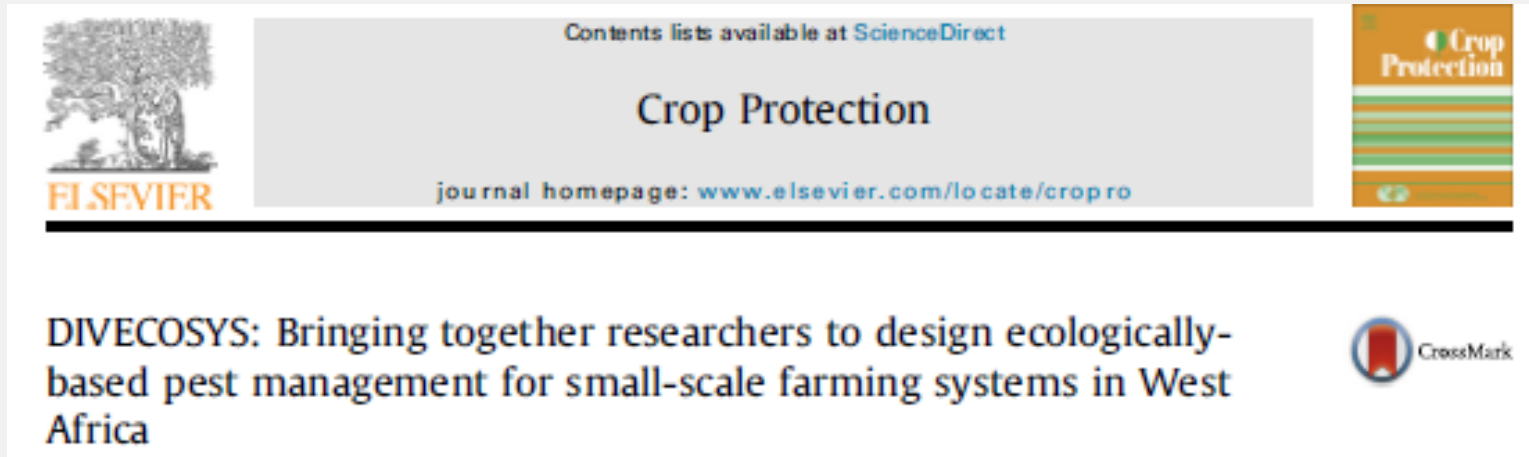 Contents lists available at ScienceDirect
Crop Protection
journal homepage: www.elsevier.com/locate/cropro
ELSEVIER
Crop
Protection
DIVECOSYS: Bringing together researchers to design ecologically-
based pest management for small-scale farming systems in West
Africa
CrossMark